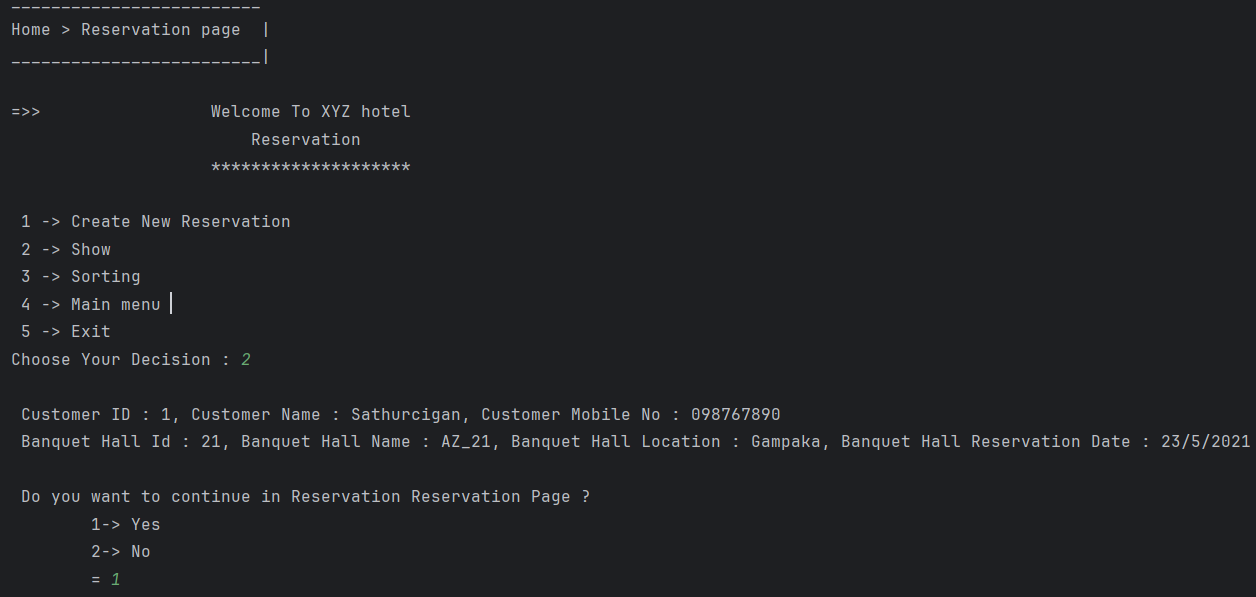 _________________________
Home > Reservation page  |
_________________________|
=>>                 Welcome To XYZ hotel
                        Reservation
                    ********************
 1 -> Create New Reservation
 2 -> Show
 3 -> Sorting
 4 -> Main menu
 5 -> Exit
Choose Your Decision : 2
 Customer ID : 1, Customer Name : Sathurcigan, Customer Mobile No : 098767890
 Banquet Hall Id : 21, Banquet Hall Name : AZ_21, Banquet Hall Location : Gampaka, Banquet Hall Reservation Date : 23/5/2021
 Do you want to continue in Reservation Reservation Page ?
        1-> Yes
        2-> No
        = 1